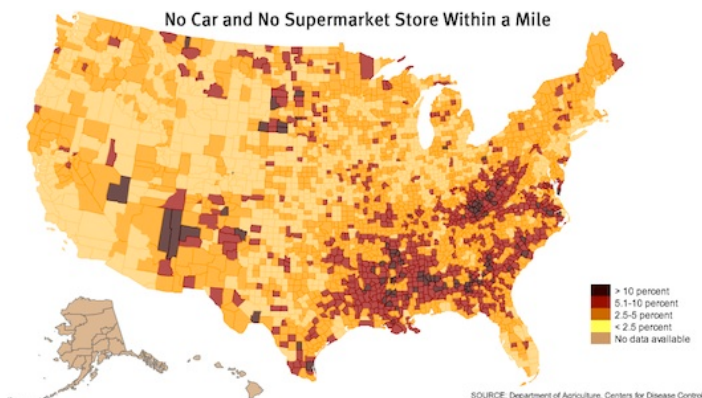 No Car and No Supermarket Store Within a Mile
> 10 percent
5.1-10 percent
2.5-5 percent
< 2.5 percent
No data available
SOURCE: Department of Agriculture, Centers for Disease Control